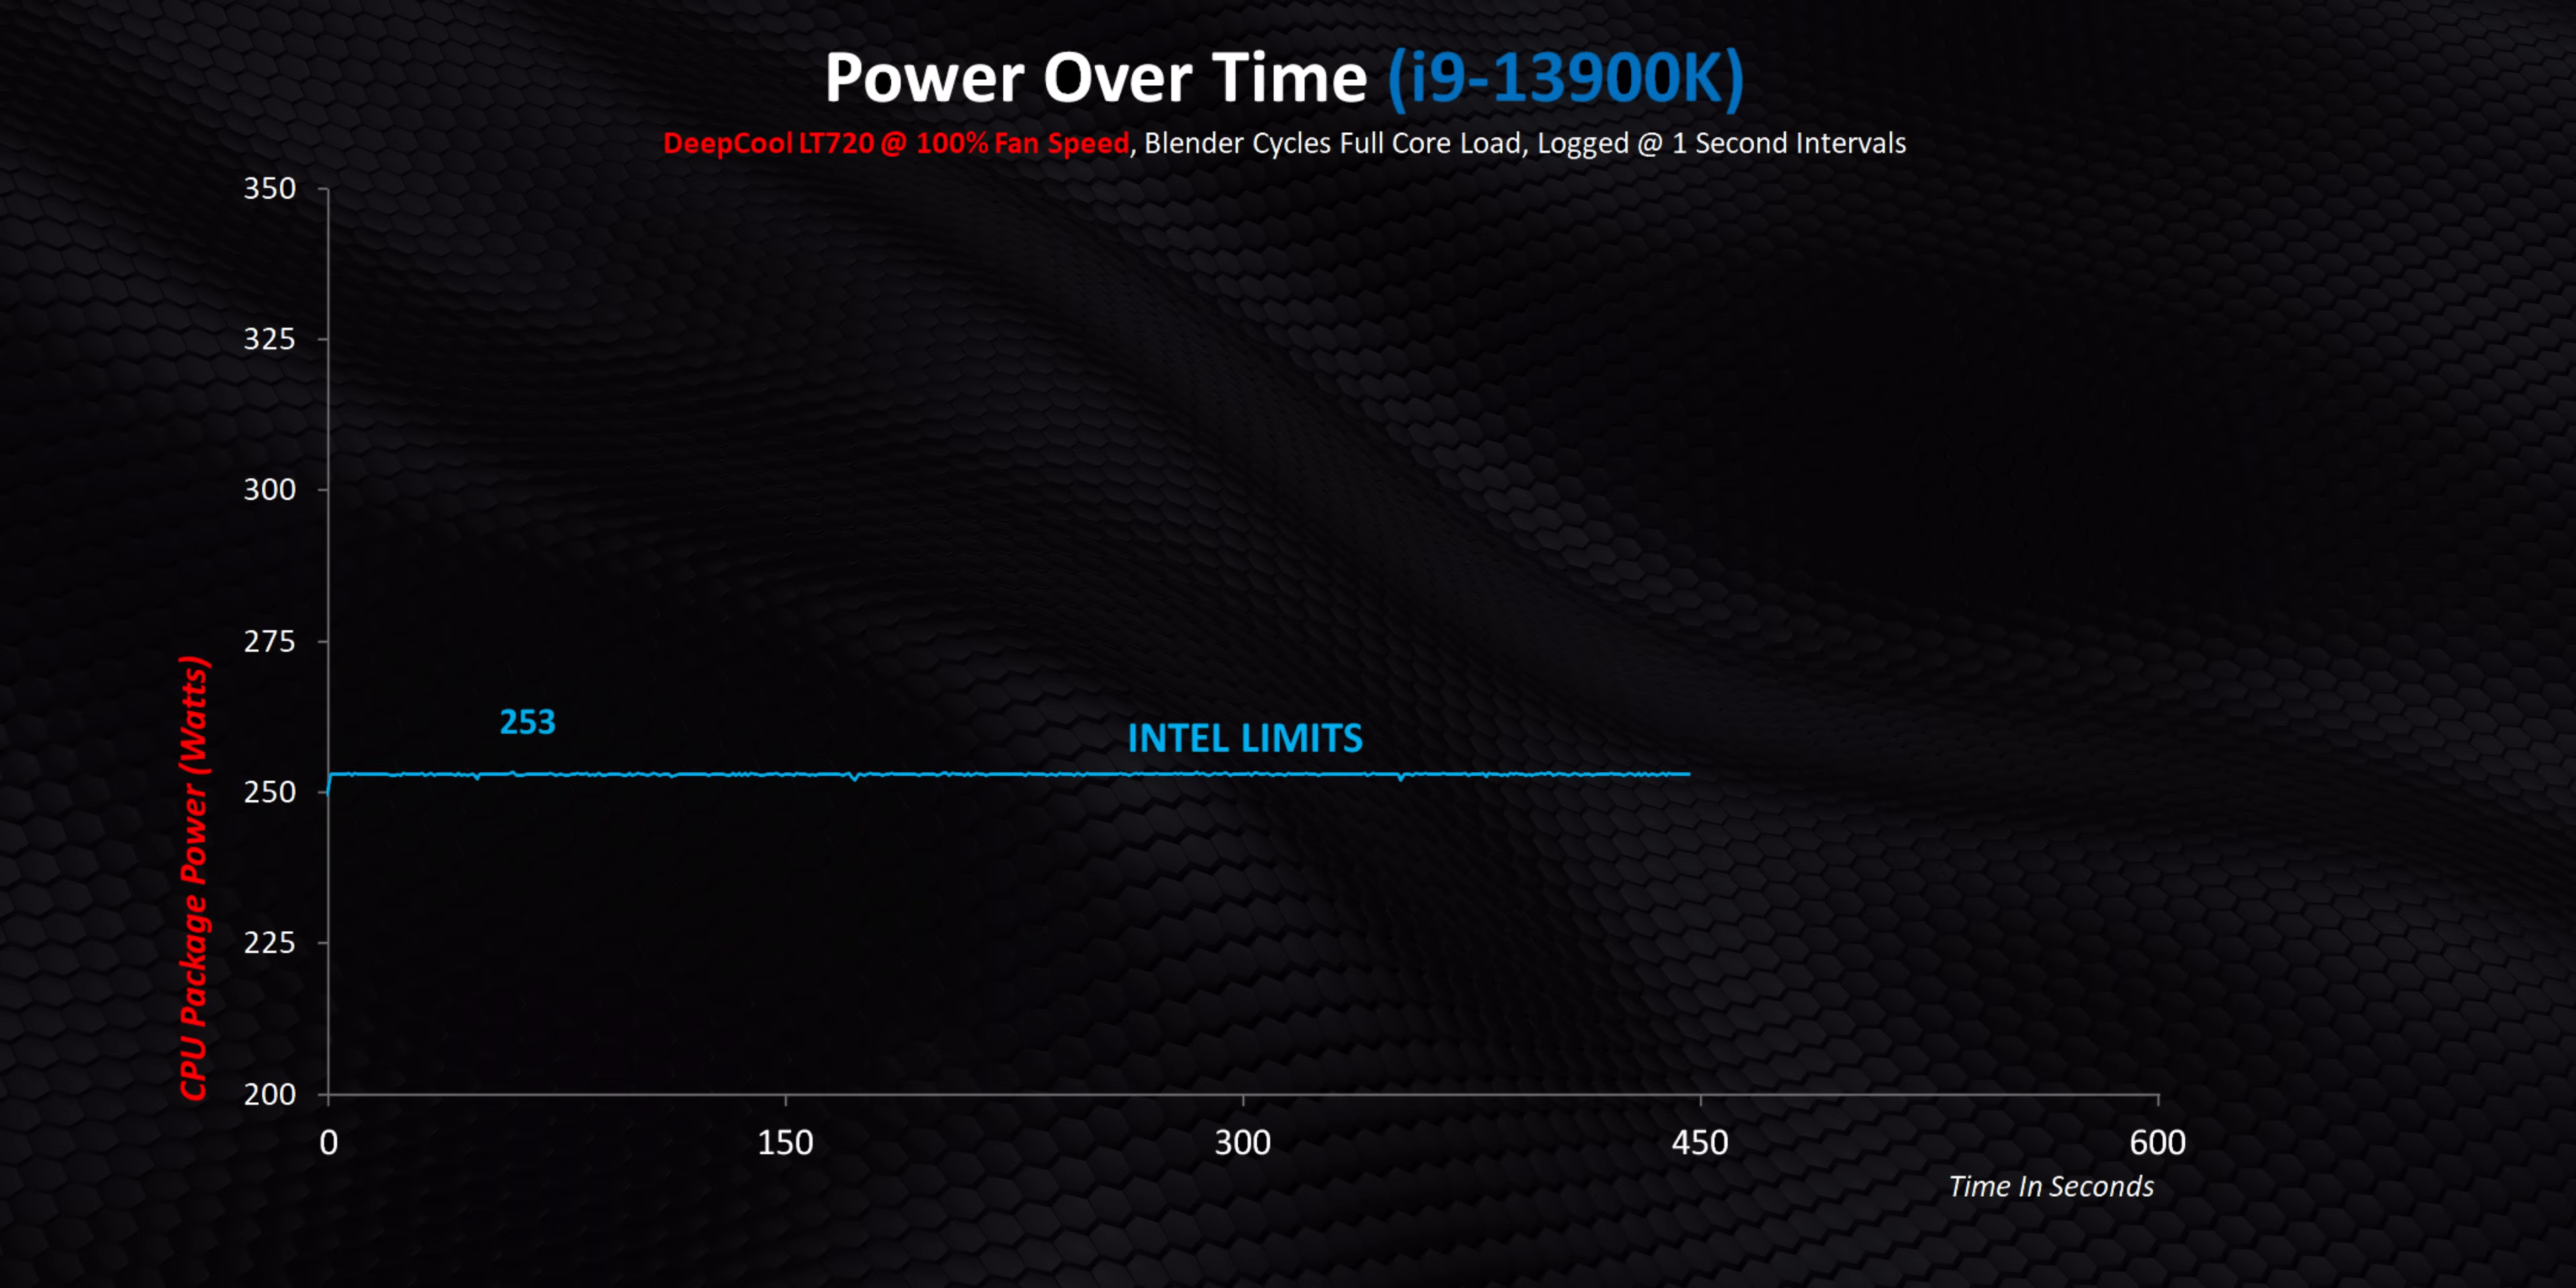 Power Over Time (i9-13900K)
DeepCool LT720 @ 100% Fan Speed, Blender Cycles Full Core Load, Logged @ 1 Second Intervals
350
325
300
275
250
225
200
CPU Package Power (Watts)
253
INTEL LIMITS
0 150 300 450 600
Time In Seconds